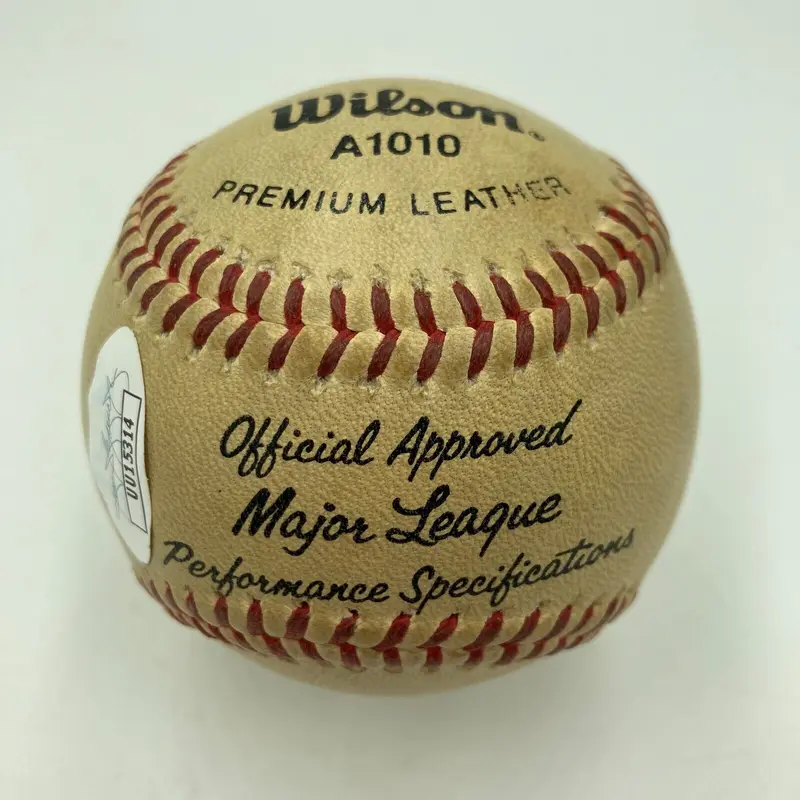 Wilson®
A1010
PREMIUM LEATHER
Official Approved
Major League
Performance Specifications
UU15314